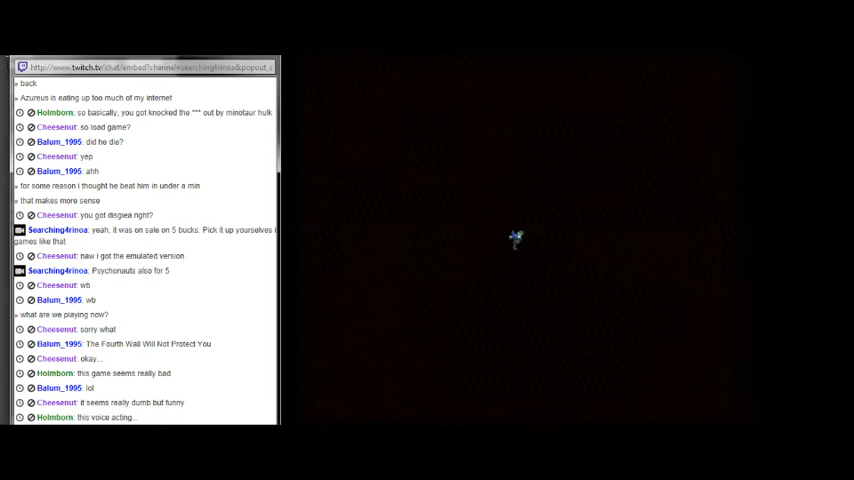 http://www.twitch.tv/chat/embed?channel=searching4rinoa&popout_c
» back
» Azureus is eating up too much of my internet
Holmborn: so basically, you got knocked the *** out by minotaur hulk
Cheesenut: so load game?
Balum_1995: did he die?
Cheesenut: yep
Balum_1995: ahh
» for some reason i thought he beat him in under a min
» that makes more sense
Cheesenut: you got disgiea right?
Searching4rinoa: yeah, it was on sale on 5 bucks. Pick it up yourselves i
games like that
Cheesenut: naw i got the emulated version
Searching4rinoa: Psychonauts also for 5
Cheesenut: wb
Balum_1995: wb
» what are we playing now?
Cheesenut: sorry what
Balum_1995: The Fourth Wall Will Not Protect You
Cheesenut: okay...
Holmborn: this game seems really bad
Balum_1995: lol
Cheesenut: it seems really dumb but funny
Holmborn: this voice acting...